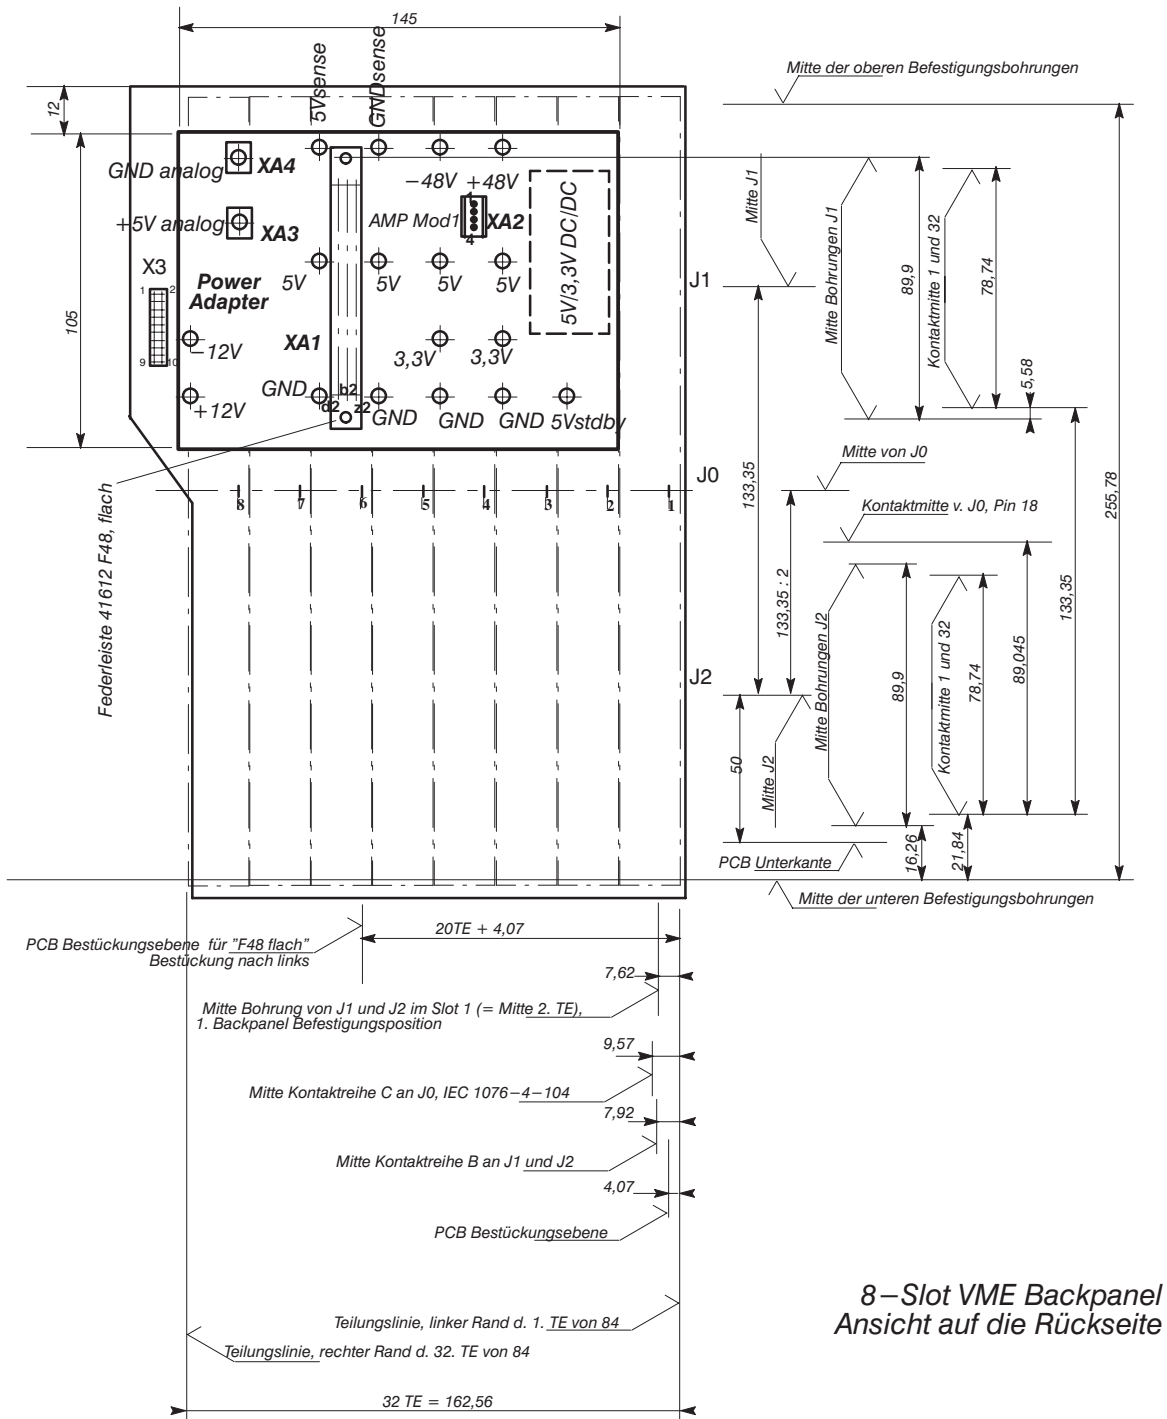 145
Mitte der oberen Befestigungsbohrungen
12
5Vsense
GNDsense
GND analog
XA4
−48V
+48V
+5V analog
XA3
AMP Mod1
1
4
XA2
5V/3,3V DC/DC
Mitte J1
Mitte Bohrungen J1
89,9
Kontaktmitte 1 und 32
78,74
5,58
J1
X3
1
2
9
10
Power
Adapter
5V
5V
5V
5V
105
XA1
−12V
3,3V
3,3V
+12V
GND
b2
d2
z2
GND
GND
GND
5Vstdby
133,35
Mitte von J0
J0
8
7
6
5
4
3
2
1
Kontaktmitte v. J0, Pin 18
255,78
Federleiste 41612 F48, flach
133,35 : 2
133,35
Mitte Bohrungen J2
89,9
Kontaktmitte 1 und 32
78,74
89,045
J2
50
Mitte J2
16,26
21,84
PCB Unterkante
Mitte der unteren Befestigungsbohrungen
20TE + 4,07
PCB Bestückungsebene für "F48 flach"
Bestückung nach links
7,62
Mitte Bohrung von J1 und J2 im Slot 1 (= Mitte 2. TE),
1. Backpanel Befestigungsposition
9,57
Mitte Kontaktreihe C an J0, IEC 1076−4−104
7,92
Mitte Kontaktreihe B an J1 und J2
4,07
PCB Bestückungsebene
8−Slot VME Backpanel
Ansicht auf die Rückseite
Teilungslinie, linker Rand d. 1. TE von 84
Teilungslinie, rechter Rand d. 32. TE von 84
32 TE = 162,56